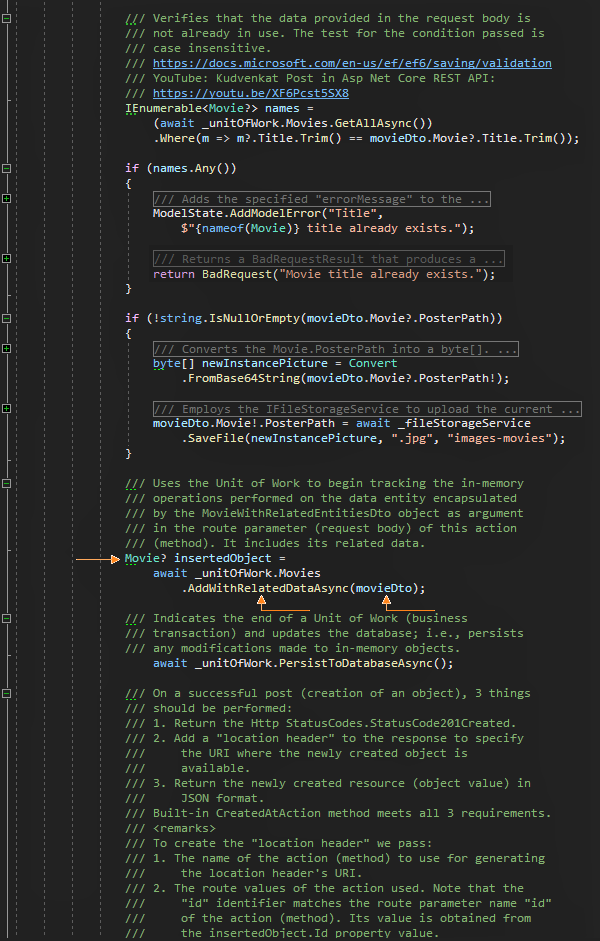 /// Verifies that the data provided in the request body is
/// not already in use. The test for the condition passed is
/// case insensitive.
/// https://docs.microsoft.com/en-us/ef/ef6/saving/validation
/// YouTube: Kudvenkat Post in Asp Net Core REST API:
/// https://youtu.be/XF6Pcst5SX8
IEnumerable<Movie?> names =
(await _unitOfWork.Movies.GetAllAsync())
.Where(m => m?.Title.Trim() == movieDto.Movie?.Title.Trim());
if (names.Any())
{
/// Adds the specified "errorMessage" to the ...
ModelState.AddModelError("Title",
$"{nameof(Movie)} title already exists.");
/// Returns a BadRequestResult that produces a ...
return BadRequest("Movie title already exists.");
}
if (!string.IsNullOrEmpty(movieDto.Movie?.PosterPath))
{
/// Converts the Movie.PosterPath into a byte[]. ...
byte[] newInstancePicture = Convert
.FromBase64String(movieDto.Movie?.PosterPath!);
/// Employs the IFileStorageService to upload the current ...
movieDto.Movie!.PosterPath = await _fileStorageService
.SaveFile(newInstancePicture, ".jpg", "images-movies");
}
/// Uses the Unit of Work to begin tracking the in-memory
/// operations performed on the data entity encapsulated
/// by the MovieWithRelatedEntitiesDto object as argument
/// in the route parameter (request body) of this action
/// (method). It includes its related data.
Movie? insertedObject =
await _unitOfWork.Movies
.AddWithRelatedDataAsync(movieDto);
/// Indicates the end of a Unit of Work (business
/// transaction) and updates the database; i.e., persists
/// any modifications made to in-memory objects.
await _unitOfWork.PersistToDatabaseAsync();
/// On a successful post (creation of an object), 3 things
/// should be performed:
/// 1. Return the Http StatusCodes.StatusCode201Created.
/// 2. Add a "location header" to the response to specify
///    the URI where the newly created object is
///    available.
/// 3. Return the newly created resource (object value) in
///    JSON format.
/// Built-in CreatedAtAction method meets all 3 requirements.
/// <remarks>
/// To create the "location header" we pass:
/// 1. The name of the action (method) to use for generating
///    the location header's URI.
/// 2. The route values of the action used. Note that the
///    "id" identifier matches the route parameter name "id"
///    of the action (method). Its value is obtained from
///    the insertedObject.Id property value.